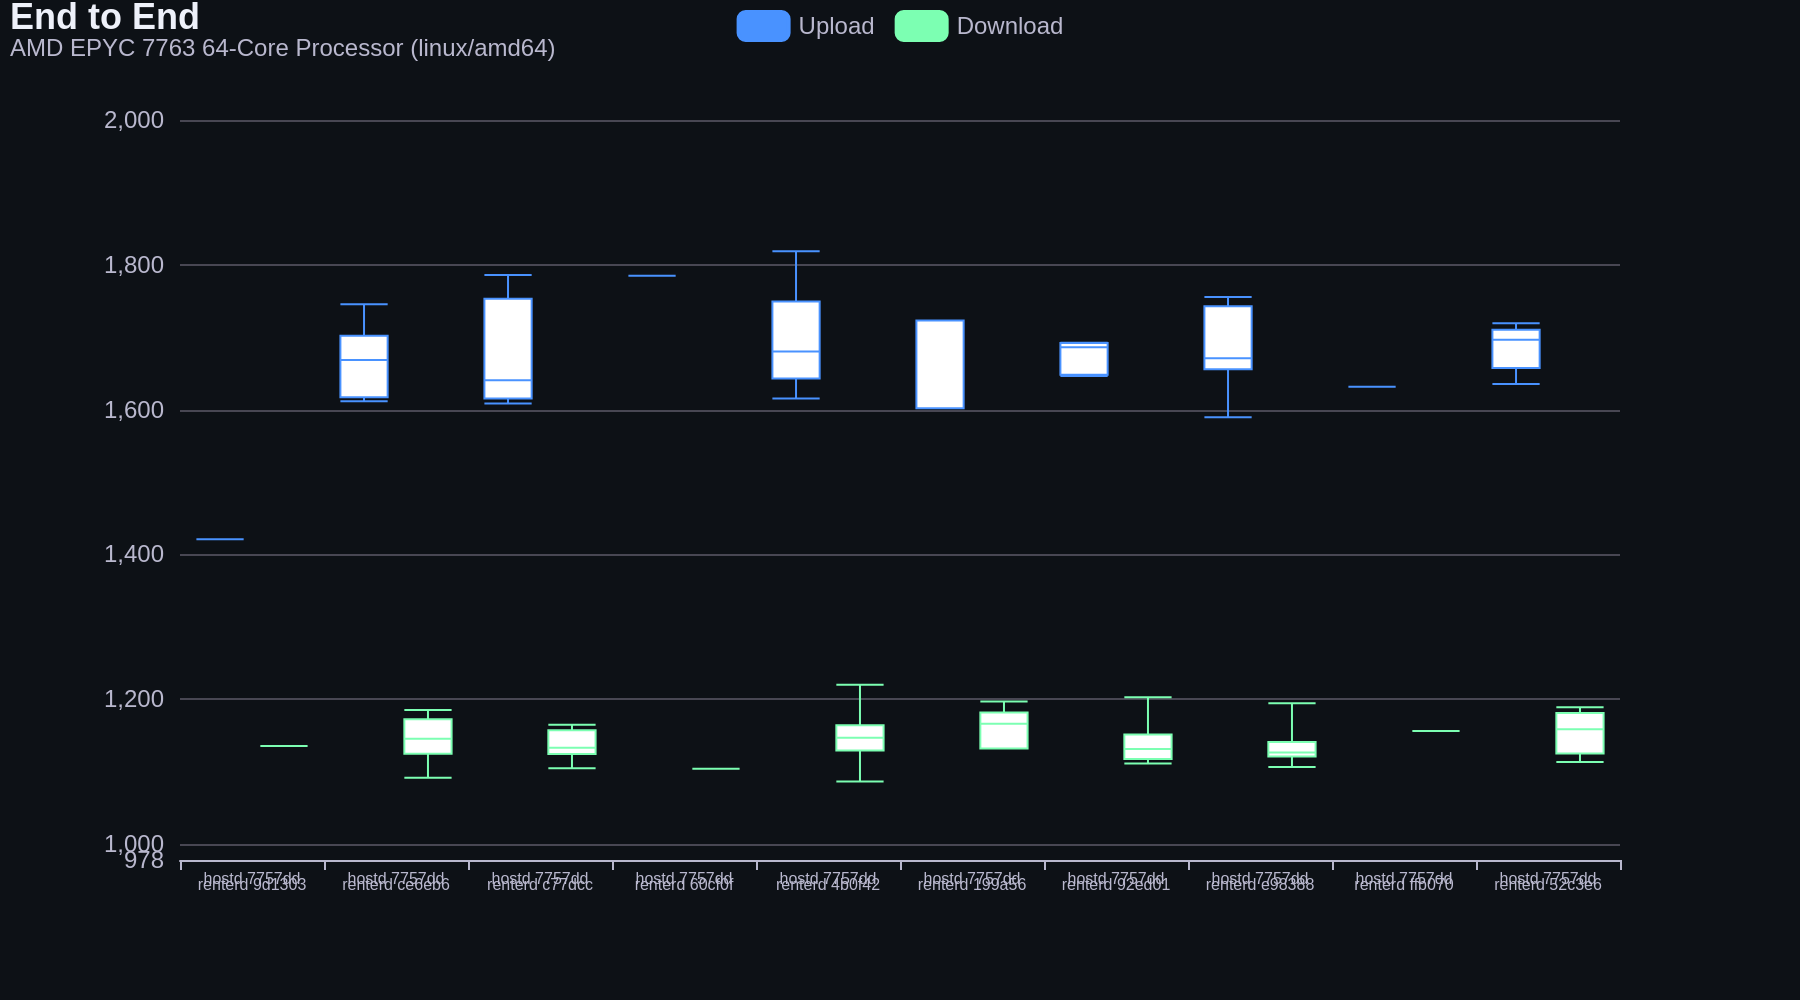 End to End
AMD EPYC 7763 64-Core Processor (linux/amd64)
Upload
Download
2,000
1,800
1,600
1,400
1,200
1,000
978
hostd 7757dd
renterd 9d1303
hostd 7757dd
renterd ce6eb6
hostd 7757dd
renterd c77dcc
hostd 7757dd
renterd 60cf0f
hostd 7757dd
renterd 4b0f42
hostd 7757dd
renterd 199a56
hostd 7757dd
renterd 92ed01
hostd 7757dd
renterd e98388
hostd 7757dd
renterd ffb070
hostd 7757dd
renterd 52c3e6